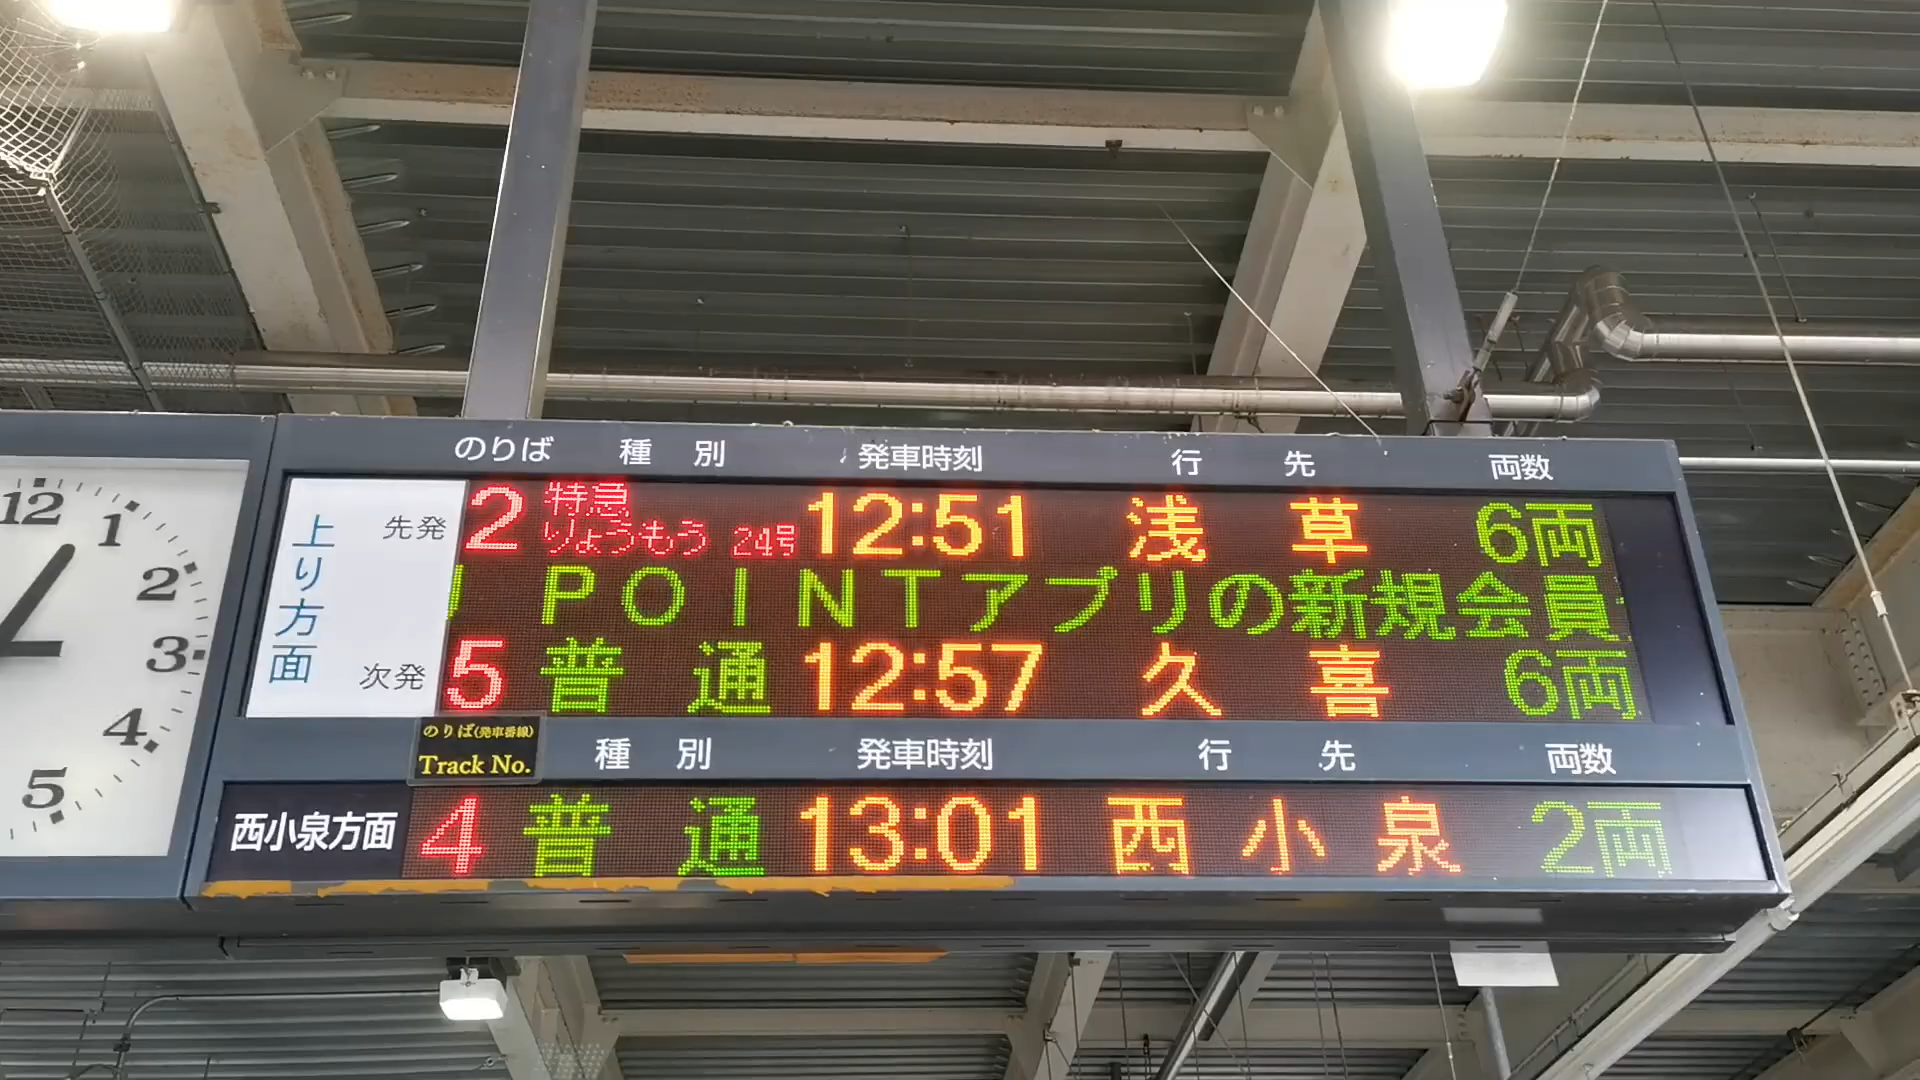 のりば 種別 発車時刻 行先 両数
上り方面
先発 2 特急 りょうもう 24号 12:51 浅草 6両
POINTアプリの新規会員
次発 5 普通 12:57 久喜 6両
のりば(発車番線)
Track No. 種別 発車時刻 行先 両数
西小泉方面 4 普通 13:01 西小泉 2両
12
1
2
3
4
5